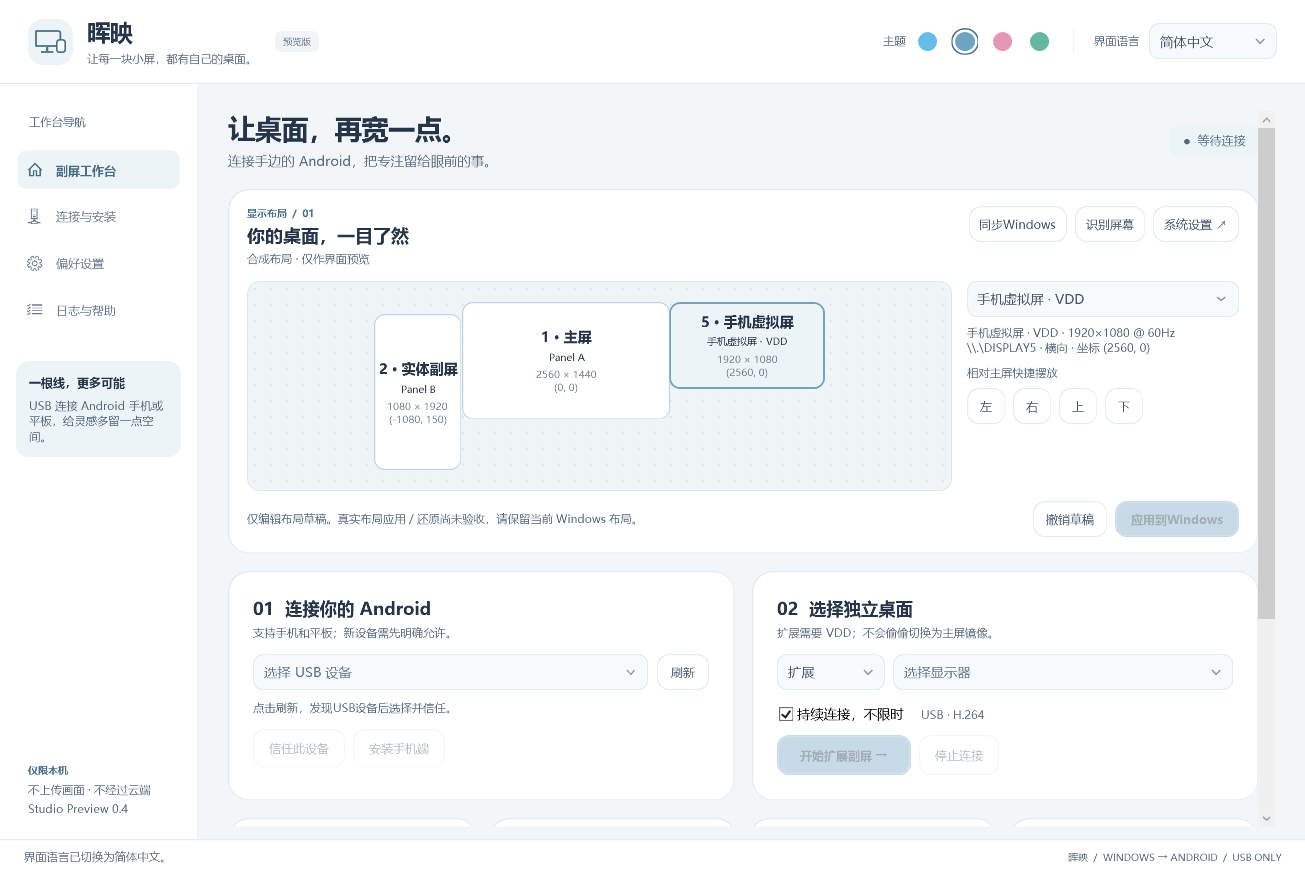 晖映
让每一块小屏，都有自己的桌面。
预览版
主题
界面语言
简体中文
工作台导航
副屏工作台
连接与安装
偏好设置
日志与帮助
一根线，更多可能
USB 连接 Android 手机或
平板，给灵感多留一点空
间。
仅限本机
不上传画面 · 不经过云端
Studio Preview 0.4
让桌面，再宽一点。
连接手边的 Android，把专注留给眼前的事。
• 等待连接
显示布局 / 01
你的桌面，一目了然
合成布局 · 仅作界面预览
同步Windows
识别屏幕
系统设置 ↗
2 • 实体副屏
Panel B
1080 × 1920
(-1080, 150)
1 • 主屏
Panel A
2560 × 1440
(0, 0)
5 • 手机虚拟屏
手机虚拟屏 · VDD
1920 × 1080
(2560, 0)
手机虚拟屏 · VDD
手机虚拟屏 · VDD · 1920×1080 @ 60Hz
\\.\DISPLAY5 · 横向 · 坐标 (2560, 0)
相对主屏快捷摆放
左
右
上
下
仅编辑布局草稿。真实布局应用 / 还原尚未验收，请保留当前 Windows 布局。
撤销草稿
应用到Windows
01 连接你的 Android
支持手机和平板；新设备需先明确允许。
选择 USB 设备
刷新
点击刷新，发现USB设备后选择并信任。
信任此设备
安装手机端
02 选择独立桌面
扩展需要 VDD；不会偷偷切换为主屏镜像。
扩展
选择显示器
持续连接，不限时
USB · H.264
开始扩展副屏 →
停止连接
界面语言已切换为简体中文。
晖映 / WINDOWS → ANDROID / USB ONLY